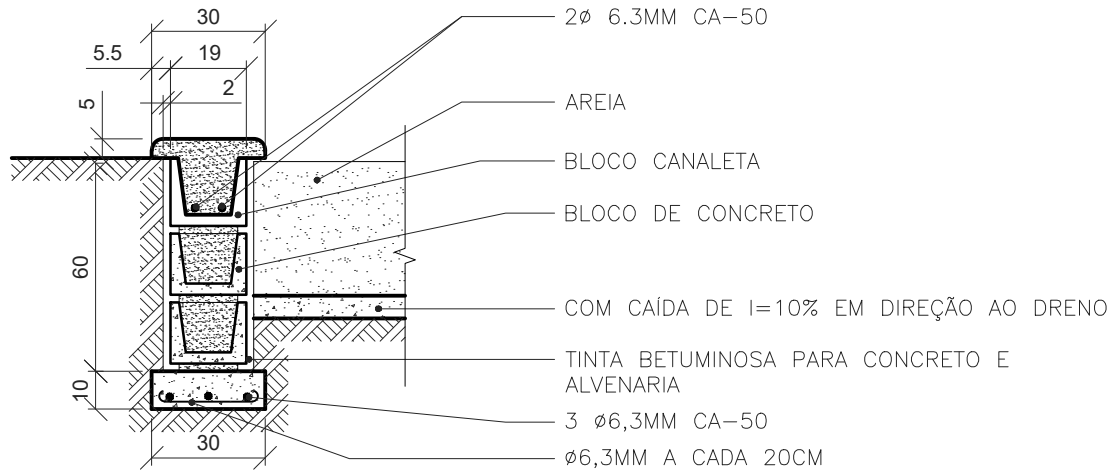 30
2ø 6.3MM CA-50
5.5
19
2
5
AREIA
BLOCO CANALETA
BLOCO DE CONCRETO
60
COM CAÍDA DE I=10% EM DIREÇÃO AO DRENO
TINTA BETUMINOSA PARA CONCRETO E
ALVENARIA
10
3 ø6,3MM CA-50
30
ø6,3MM A CADA 20CM